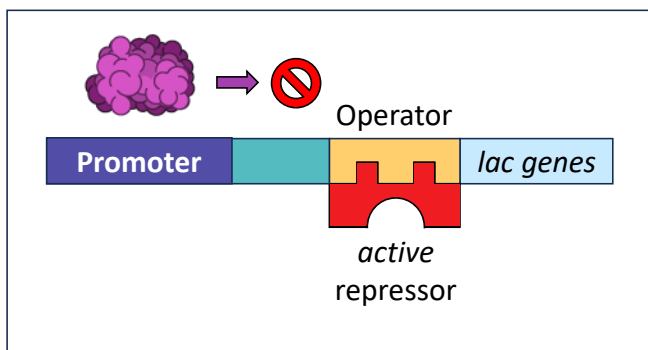 Operator
Promoter
lac genes
active
repressor